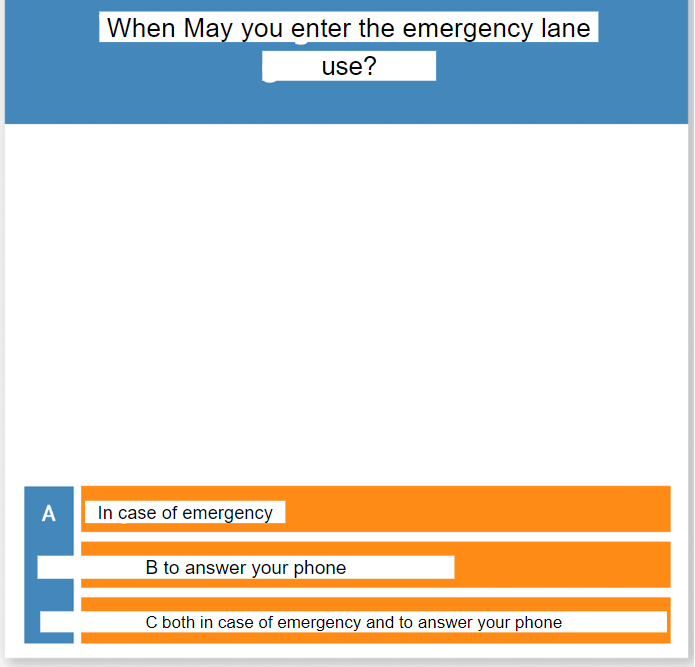 When May you enter the emergency lane
use?
A In case of emergency
B to answer your phone
C both in case of emergency and to answer your phone